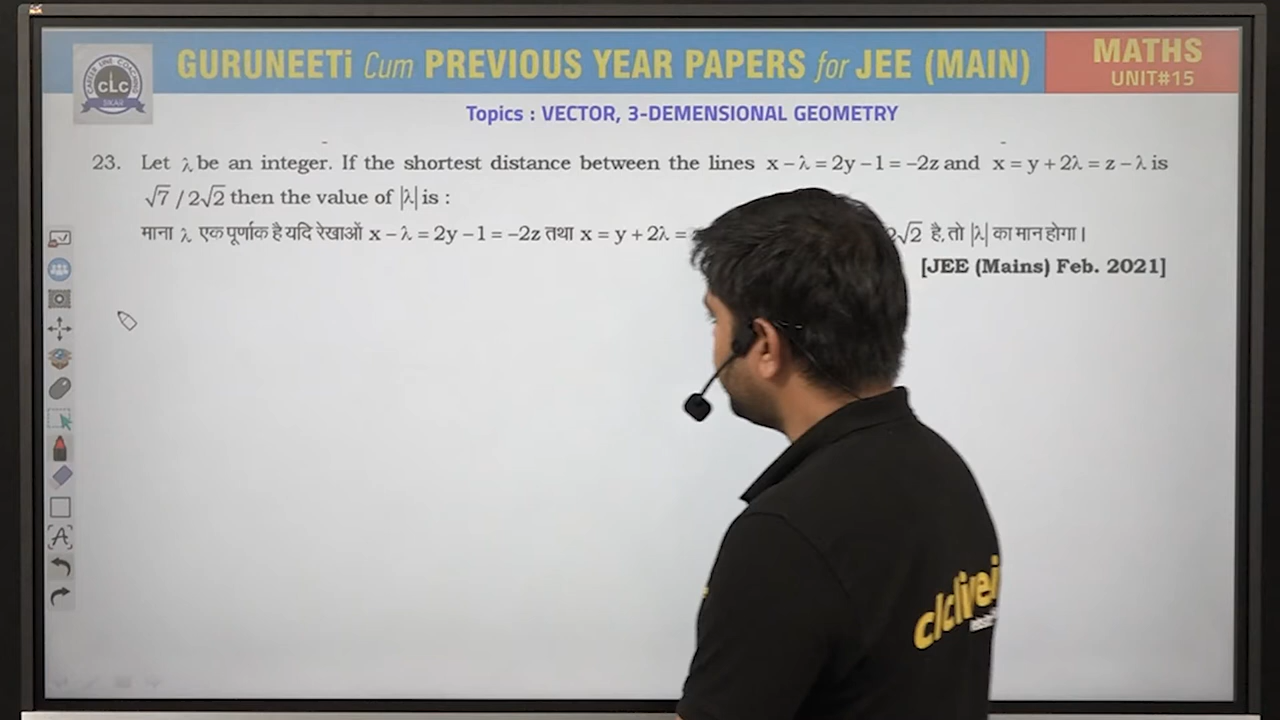 GURUNEETi Cum PREVIOUS YEAR PAPERS for JEE (MAIN)
MATHS
UNIT#15
CLC
SIKAR
Topics : VECTOR, 3-DEMENSIONAL GEOMETRY
23. Let λ be an integer. If the shortest distance between the lines x − λ = 2y − 1 = −2z and x = y + 2λ = z − λ is
√7 / 2√2 then the value of |λ| is :
माना λ एक पूर्णाक है यदि रेखाओं x − λ = 2y − 1 = −2z तथा x = y + 2λ = 2√2 है, तो |λ| का मान होगा।
[JEE (Mains) Feb. 2021]
clclive